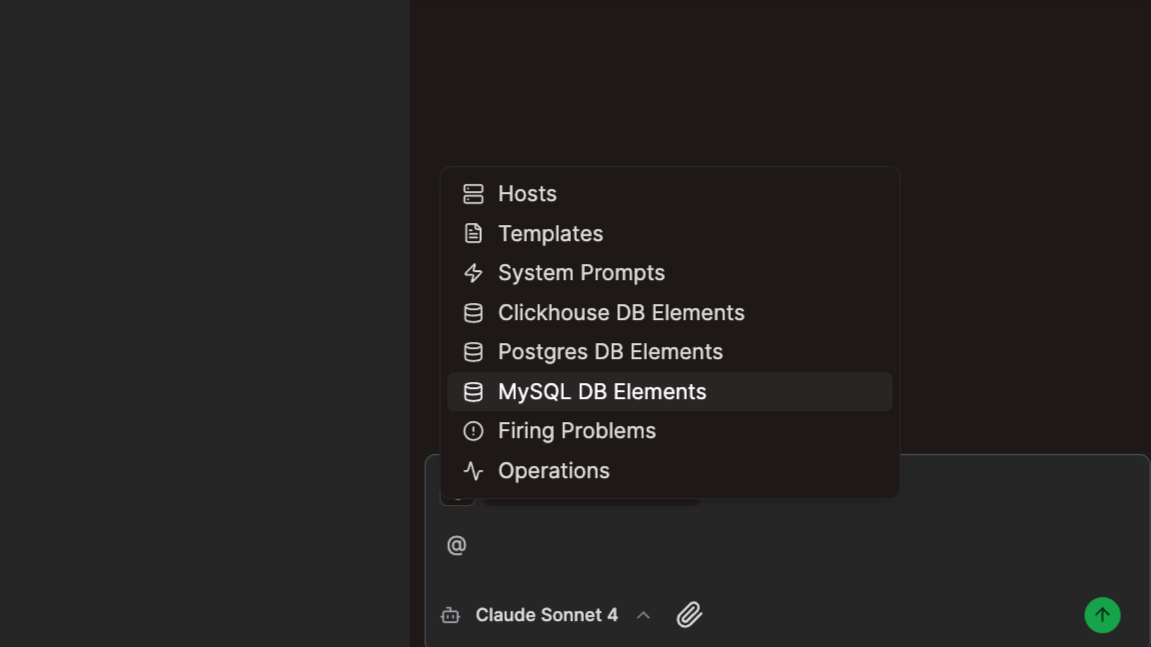 Hosts
Templates
System Prompts
Clickhouse DB Elements
Postgres DB Elements
MySQL DB Elements
Firing Problems
Operations
@
Claude Sonnet 4